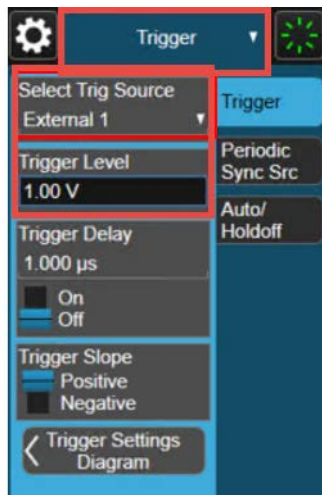 Trigger
Select Trig Source
External 1
Trigger
Trigger Level
1.00 V
Periodic
Sync Src
Auto/
Holdoff
Trigger Delay
1.000 μs
On
Off
Trigger Slope
Positive
Negative
Trigger Settings
Diagram